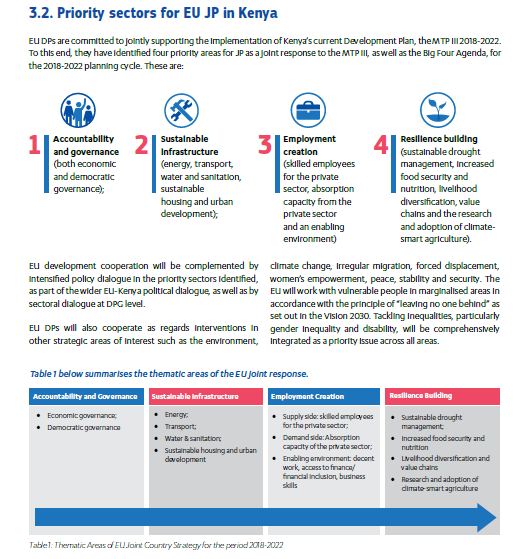 3.2. Priority sectors for EU JP in Kenya
EU DPs are committed to jointly supporting the implementation of Kenya's current Development Plan, the MTP III 2018-2022.
To this end, they have identified four priority areas for JP as a joint response to the MTP III, as well as the Big Four Agenda, for
the 2018-2022 planning cycle. These are:
1 Accountability
and governance
(both economic
and democratic
governance);
2 Sustainable
Infrastructure
(energy, transport,
water and sanitation,
sustainable
housing and urban
development);
3 Employment
creation
(skilled employees
for the private
sector, absorption
capacity from the
private sector
and an enabling
environment)
4 Resilience building
(sustainable drought
management, increased
food security and
nutrition, livelihood
diversification, value
chains and the research
and adoption of climate-
smart agriculture).
EU development cooperation will be complemented by
intensified policy dialogue in the priority sectors identified,
as part of the wider EU-Kenya political dialogue, as well as by
sectoral dialogue at DPG level.
EU DPs will also cooperate as regards interventions in
other strategic areas of interest such as the environment,
climate change, irregular migration, forced displacement,
women's empowerment, peace, stability and security. The
EU will work with vulnerable people in marginalised areas in
accordance with the principle of "leaving no one behind" as
set out in the Vision 2030. Tackling inequalities, particularly
gender inequality and disability, will be comprehensively
integrated as a priority issue across all areas.
Table 1 below summarises the thematic areas of the EU joint response.
Accountability and Governance
• Economic governance;
• Democratic governance
Sustainable Infrastructure
• Energy;
• Transport;
• Water & sanitation;
• Sustainable housing and urban
development
Employment Creation
• Supply side: skilled employees
for the private sector;
• Demand side: Absorption
capacity of the private sector;
• Enabling environment: decent
work, access to finance/
financial inclusion, business
skills
Resilience Building
• Sustainable drought
management;
• Increased food security and
nutrition
• Livelihood diversification and
value chains
• Research and adoption of
climate-smart agriculture
Table 1: Thematic Areas of EU Joint Country Strategy for the period 2018-2022